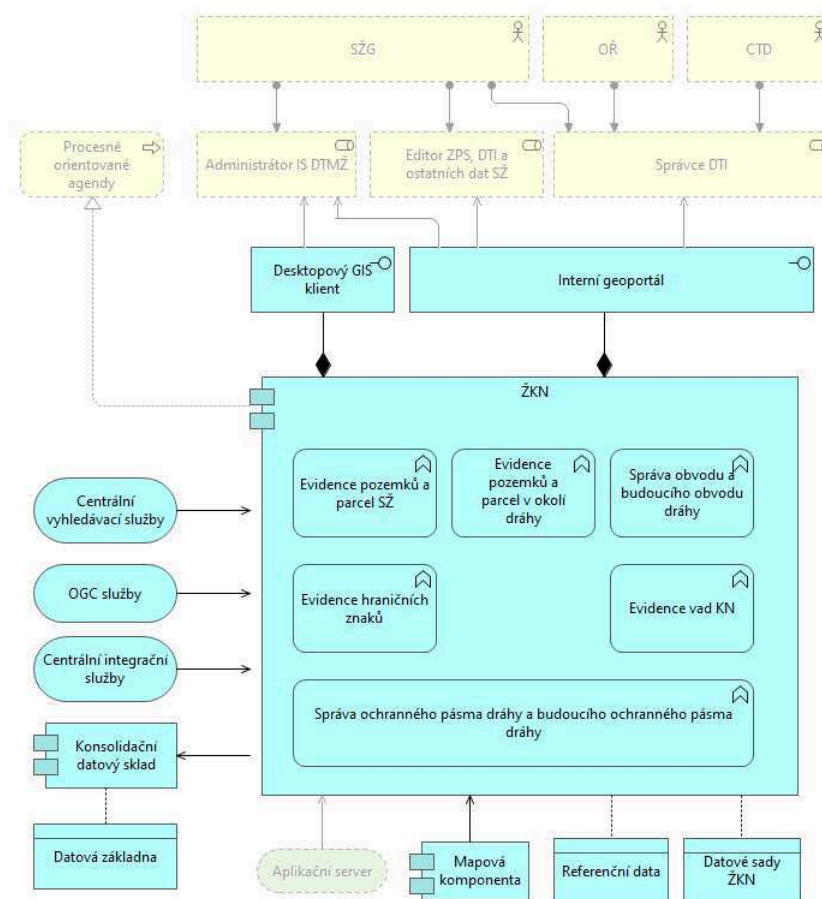 SŽG
OŘ
CTD
Procesně
orientované
agendy
Administrátor IS DTMŽ
Editor ZPS, DTI a
ostatních dat SŽ
Správce DTI
Desktopový GIS
klient
Interní geoportál
ŽKN
Evidence pozemků a
parcel SŽ
Evidence
pozemků a
parcel v okolí
dráhy
Správa obvodu a
budoucího obvodu
dráhy
Centrální
vyhledávací služby
OGC služby
Evidence hraničních
znaků
Evidence vad KN
Centrální integrační
služby
Správa ochranného pásma dráhy a budoucího ochranného pásma
dráhy
Konsolidační
datový sklad
Datová základna
Aplikační server
Mapová
komponenta
Referenční data
Datové sady
ŽKN